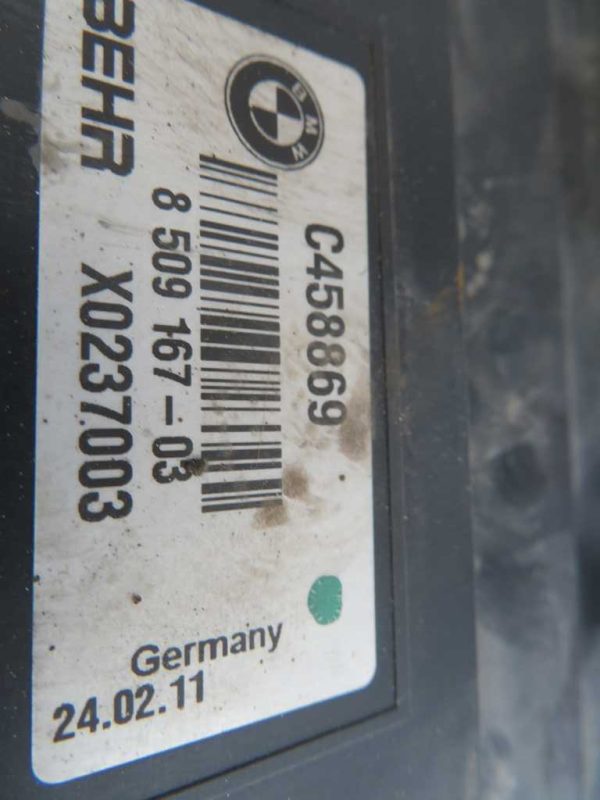 BMW
C458869
8 509 167-03
BEHR
X0237003
Germany
24.02.11